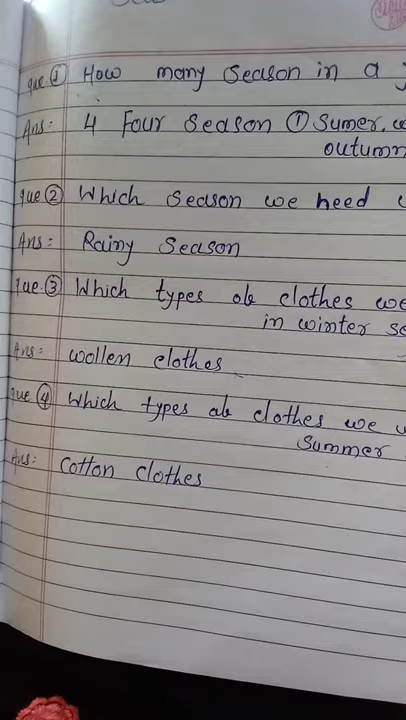 que ① How many Season in a
Ans: 4 Four Season ① Sumer,
outumn
que ② Which Season we need
Ans: Rainy Season
que ③ Which types ob clothes we
in winter
Ans: wollen clothes
que ④ Which types ob clothes we
Summer
Ans: Cotton clothes